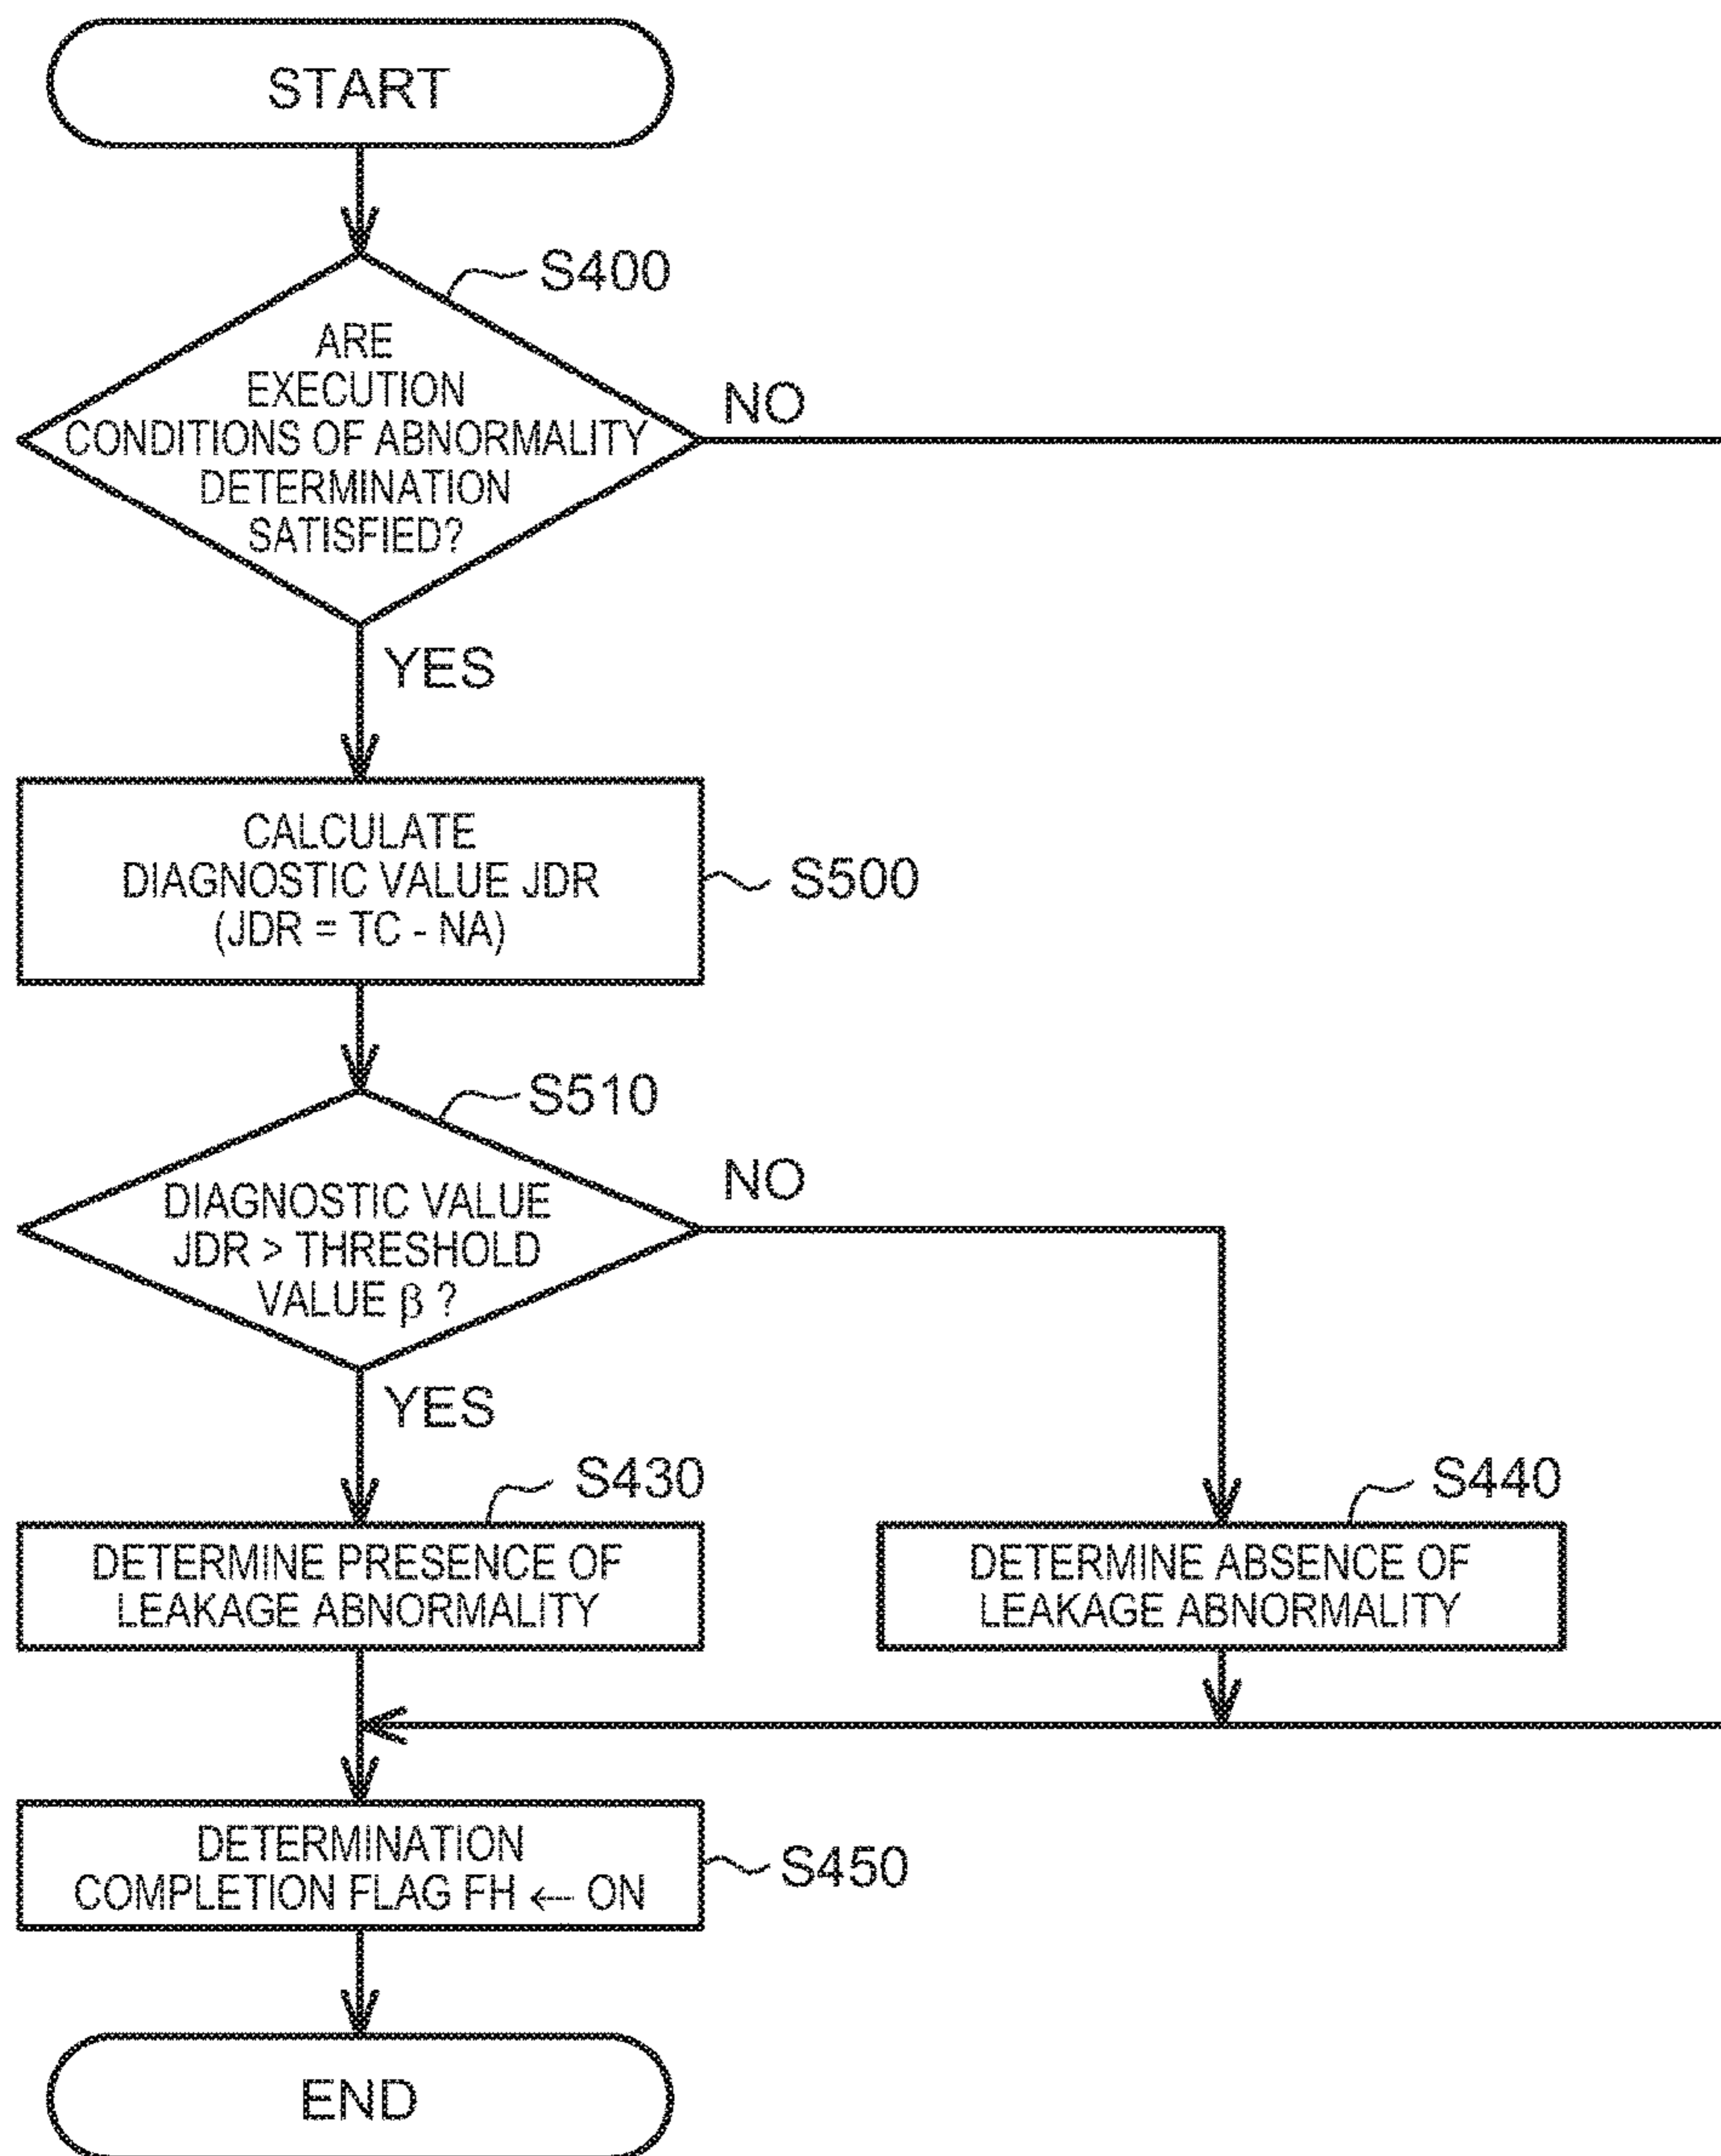 START
S400
ARE
EXECUTION
CONDITIONS OF ABNORMALITY
DETERMINATION
SATISFIED?
NO
YES
CALCULATE
DIAGNOSTIC VALUE JDR
(JDR = TC - NA)
S500
S510
DIAGNOSTIC VALUE
JDR > THRESHOLD
VALUE β ?
NO
YES
S430
DETERMINE PRESENCE OF
LEAKAGE ABNORMALITY
S440
DETERMINE ABSENCE OF
LEAKAGE ABNORMALITY
DETERMINATION
COMPLETION FLAG FH ← ON
S450
END